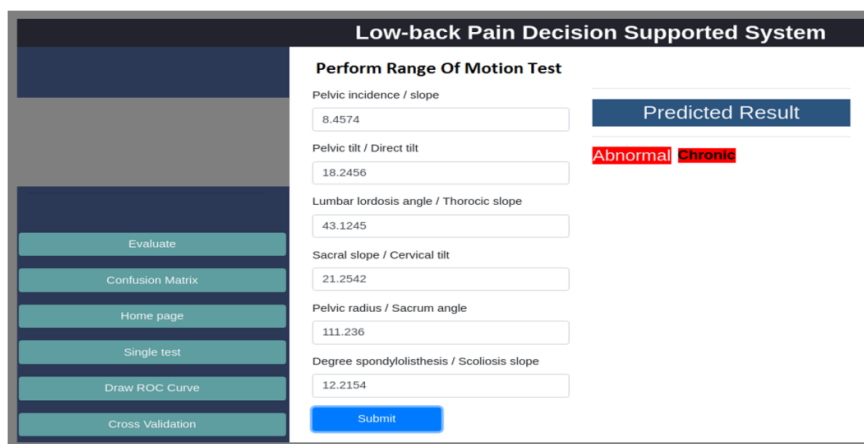 Low-back Pain Decision Supported System
Perform Range Of Motion Test
Pelvic incidence / slope
8.4574
Pelvic tilt / Direct tilt
18.2456
Lumbar lordosis angle / Thorocic slope
43.1245
Sacral slope / Cervical tilt
21.2542
Pelvic radius / Sacrum angle
111.236
Degree spondylolisthesis / Scoliosis slope
12.2154
Submit
Predicted Result
Abnormal Chronic
Evaluate
Confusion Matrix
Home page
Single test
Draw ROC Curve
Cross Validation